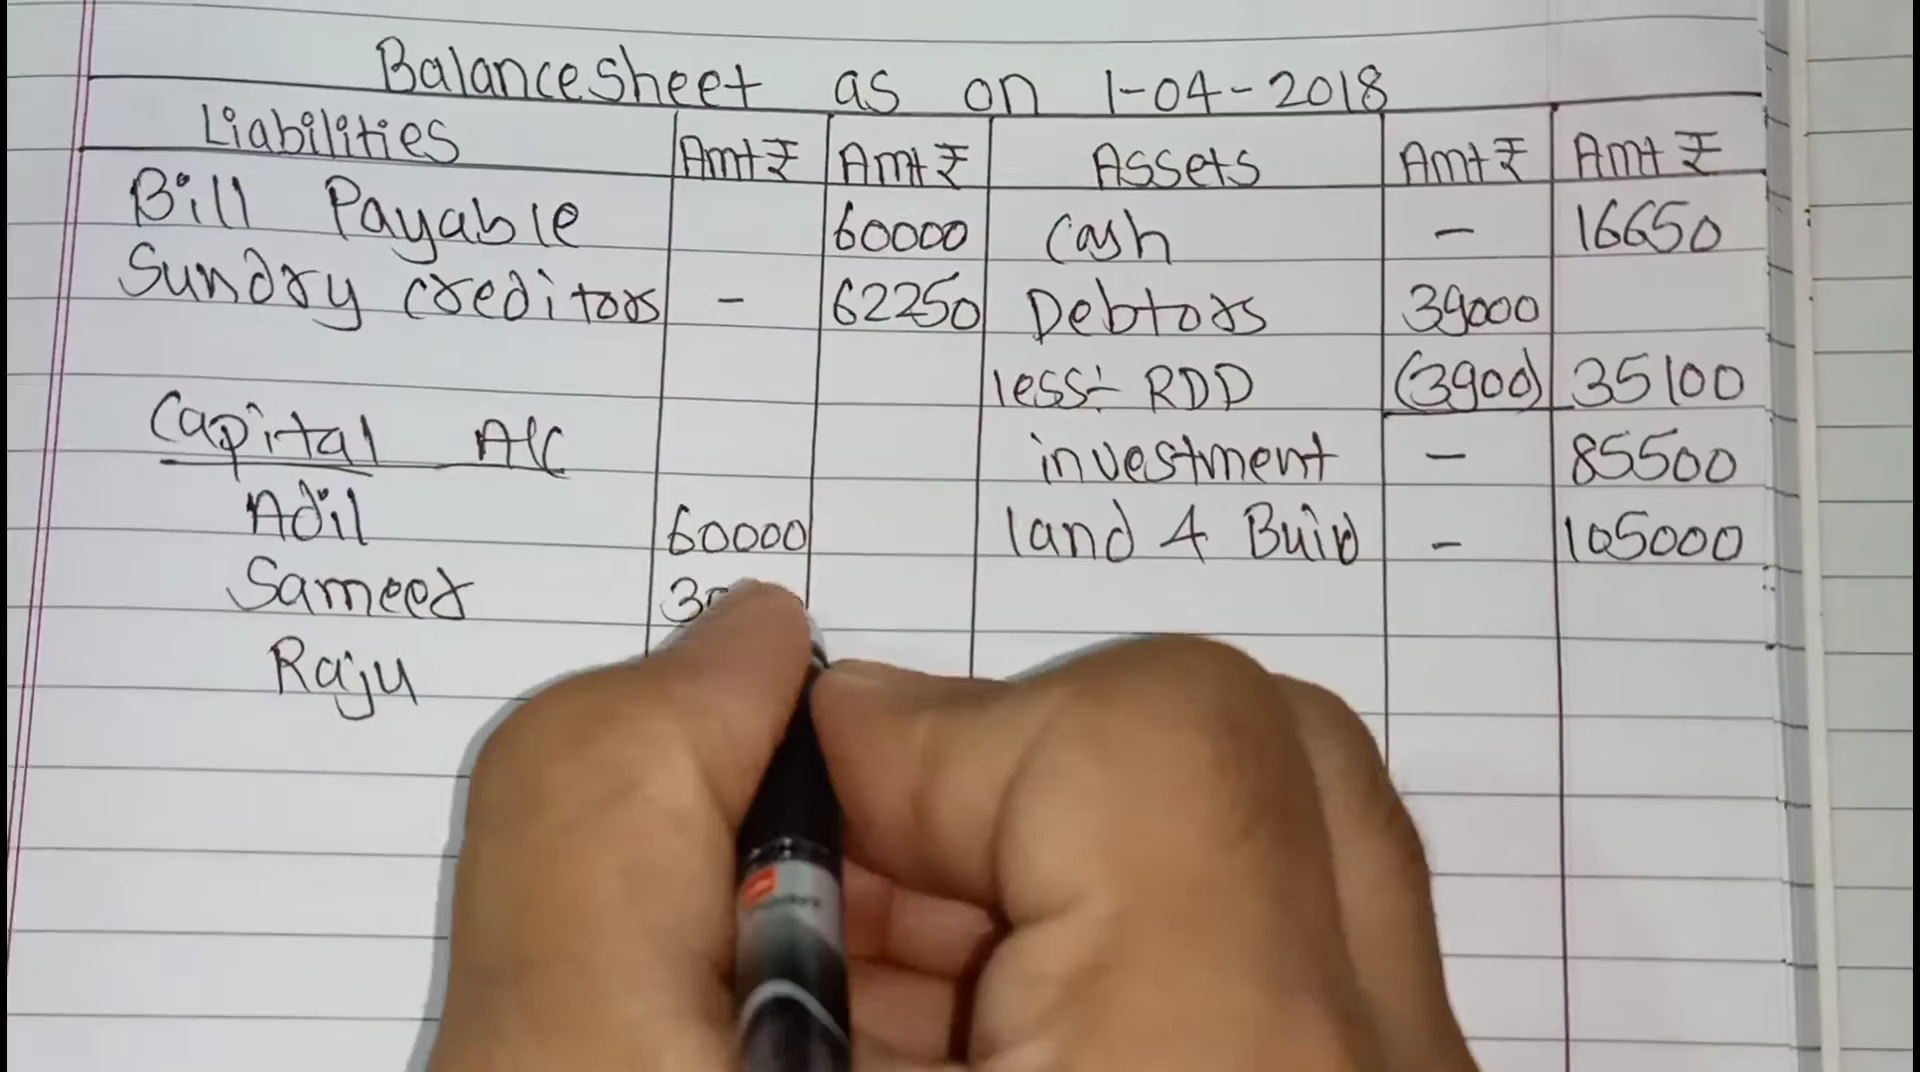 Balancesheet as on 1-04-2018
Liabilities Amt ₹ Amt ₹ Assets Amt ₹ Amt ₹
Bill Payable 60000 Cash - 16650
Sundry creditors - 62250 Debtors 39000
less:- RDD (3900) 35100
Capital A/C investment - 85500
Adil 60000 land & Buid - 105000
Sameer
Raju